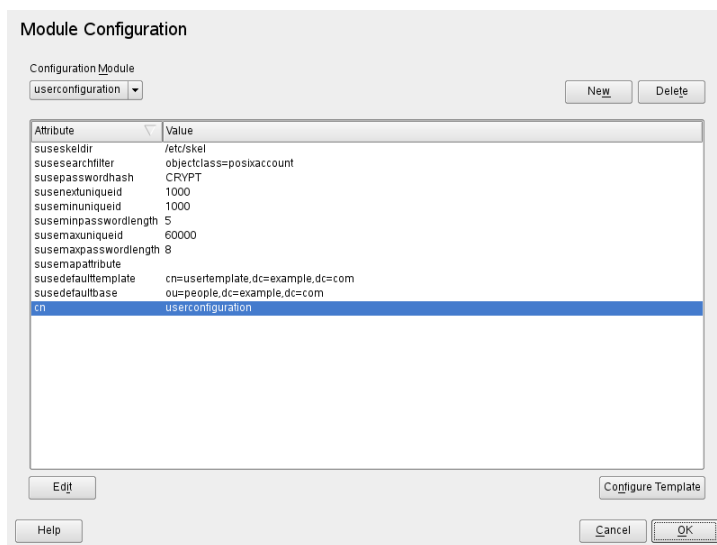 Module Configuration
Configuration Module
userconfiguration
New
Delete
Attribute Value
suseskeldir /etc/skel
susesearchfilter objectclass=posixaccount
susepasswordhash CRYPT
susenextuniqueid 1000
suseminuniqueid 1000
suseminpasswordlength 5
susemaxuniqueid 60000
susemaxpasswordlength 8
susemapattribute
susedefaulttemplate cn=usertemplate,dc=example,dc=com
susedefaultbase ou=people,dc=example,dc=com
cn userconfiguration
Edit
Configure Template
Help
Cancel
OK